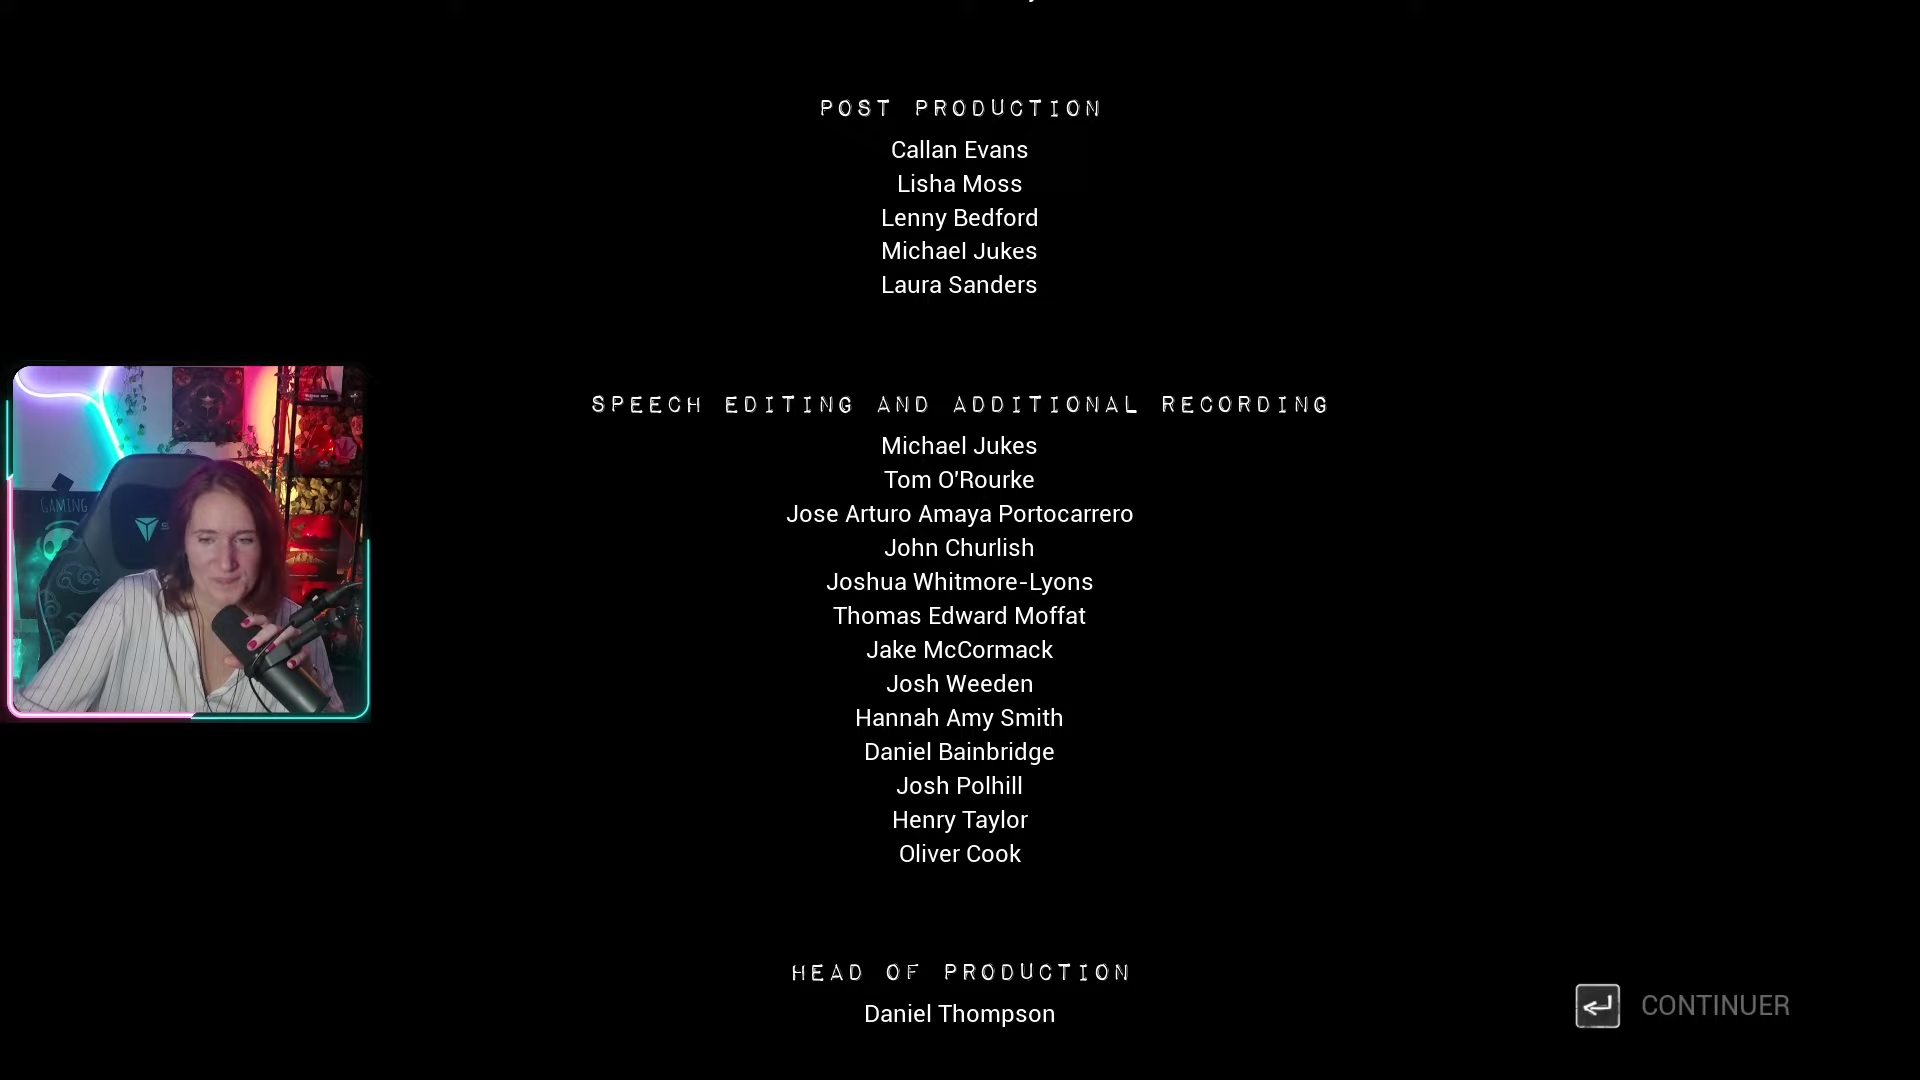 POST PRODUCTION
Callan Evans
Lisha Moss
Lenny Bedford
Michael Jukes
Laura Sanders
SPEECH EDITING AND ADDITIONAL RECORDING
Michael Jukes
Tom O'Rourke
Jose Arturo Amaya Portocarrero
John Churlish
Joshua Whitmore-Lyons
Thomas Edward Moffat
Jake McCormack
Josh Weeden
Hannah Amy Smith
Daniel Bainbridge
Josh Polhill
Henry Taylor
Oliver Cook
HEAD OF PRODUCTION
Daniel Thompson
CONTINUER
GAMING